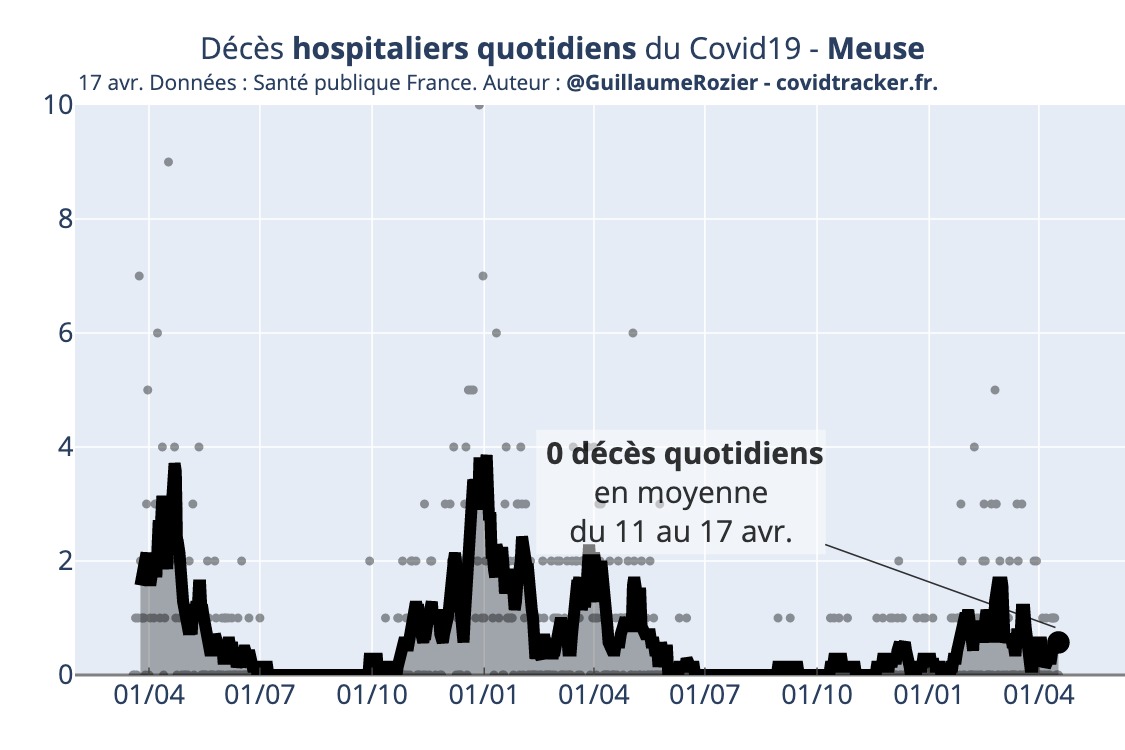 Décès hospitaliers quotidiens du Covid19 - Meuse
17 avr. Données : Santé publique France. Auteur : @GuillaumeRozier - covidtracker.fr.
10
8
6
4
2
0
0 décès quotidiens
en moyenne
du 11 au 17 avr.
01/04 01/07 01/10 01/01 01/04 01/07 01/10 01/01 01/04